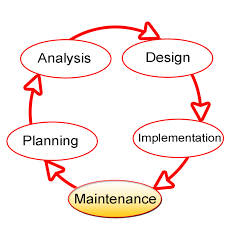 Analysis
Design
Planning
Implementation
Maintenance